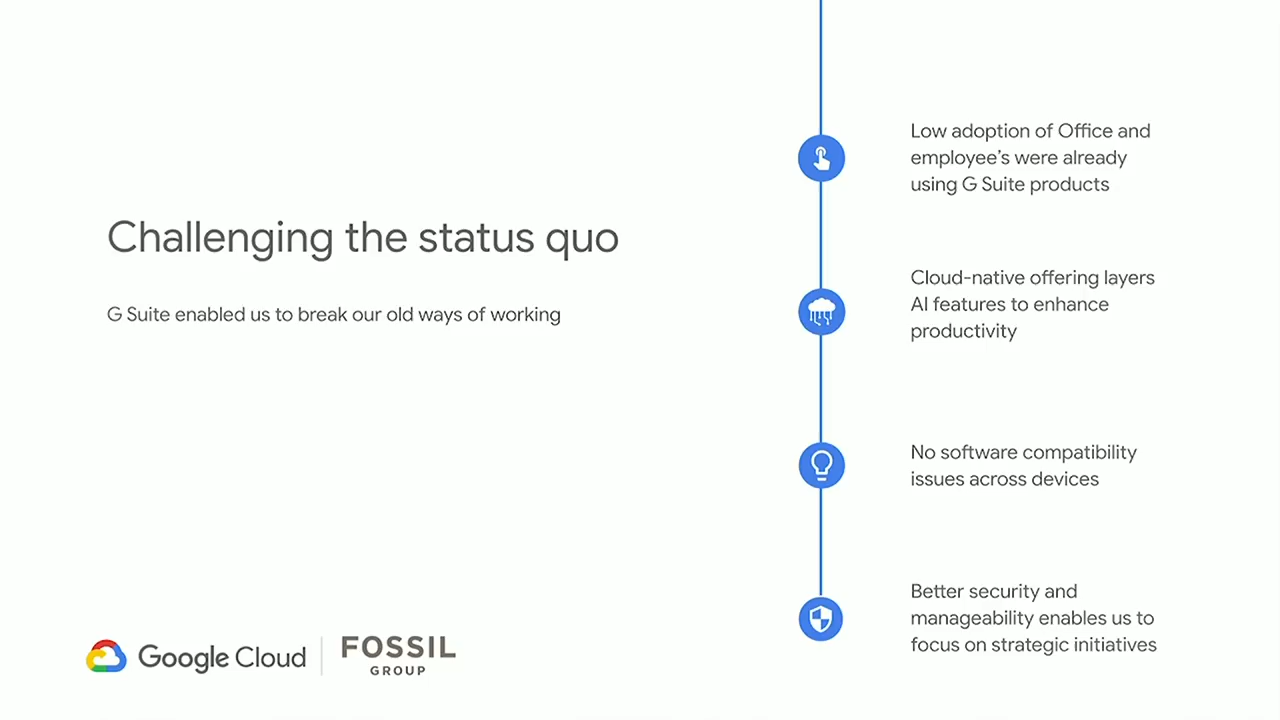 Challenging the status quo
G Suite enabled us to break our old ways of working
Low adoption of Office and
employee's were already
using G Suite products
Cloud-native offering layers
AI features to enhance
productivity
No software compatibility
issues across devices
Better security and
manageability enables us to
focus on strategic initiatives
Google Cloud
FOSSIL
GROUP